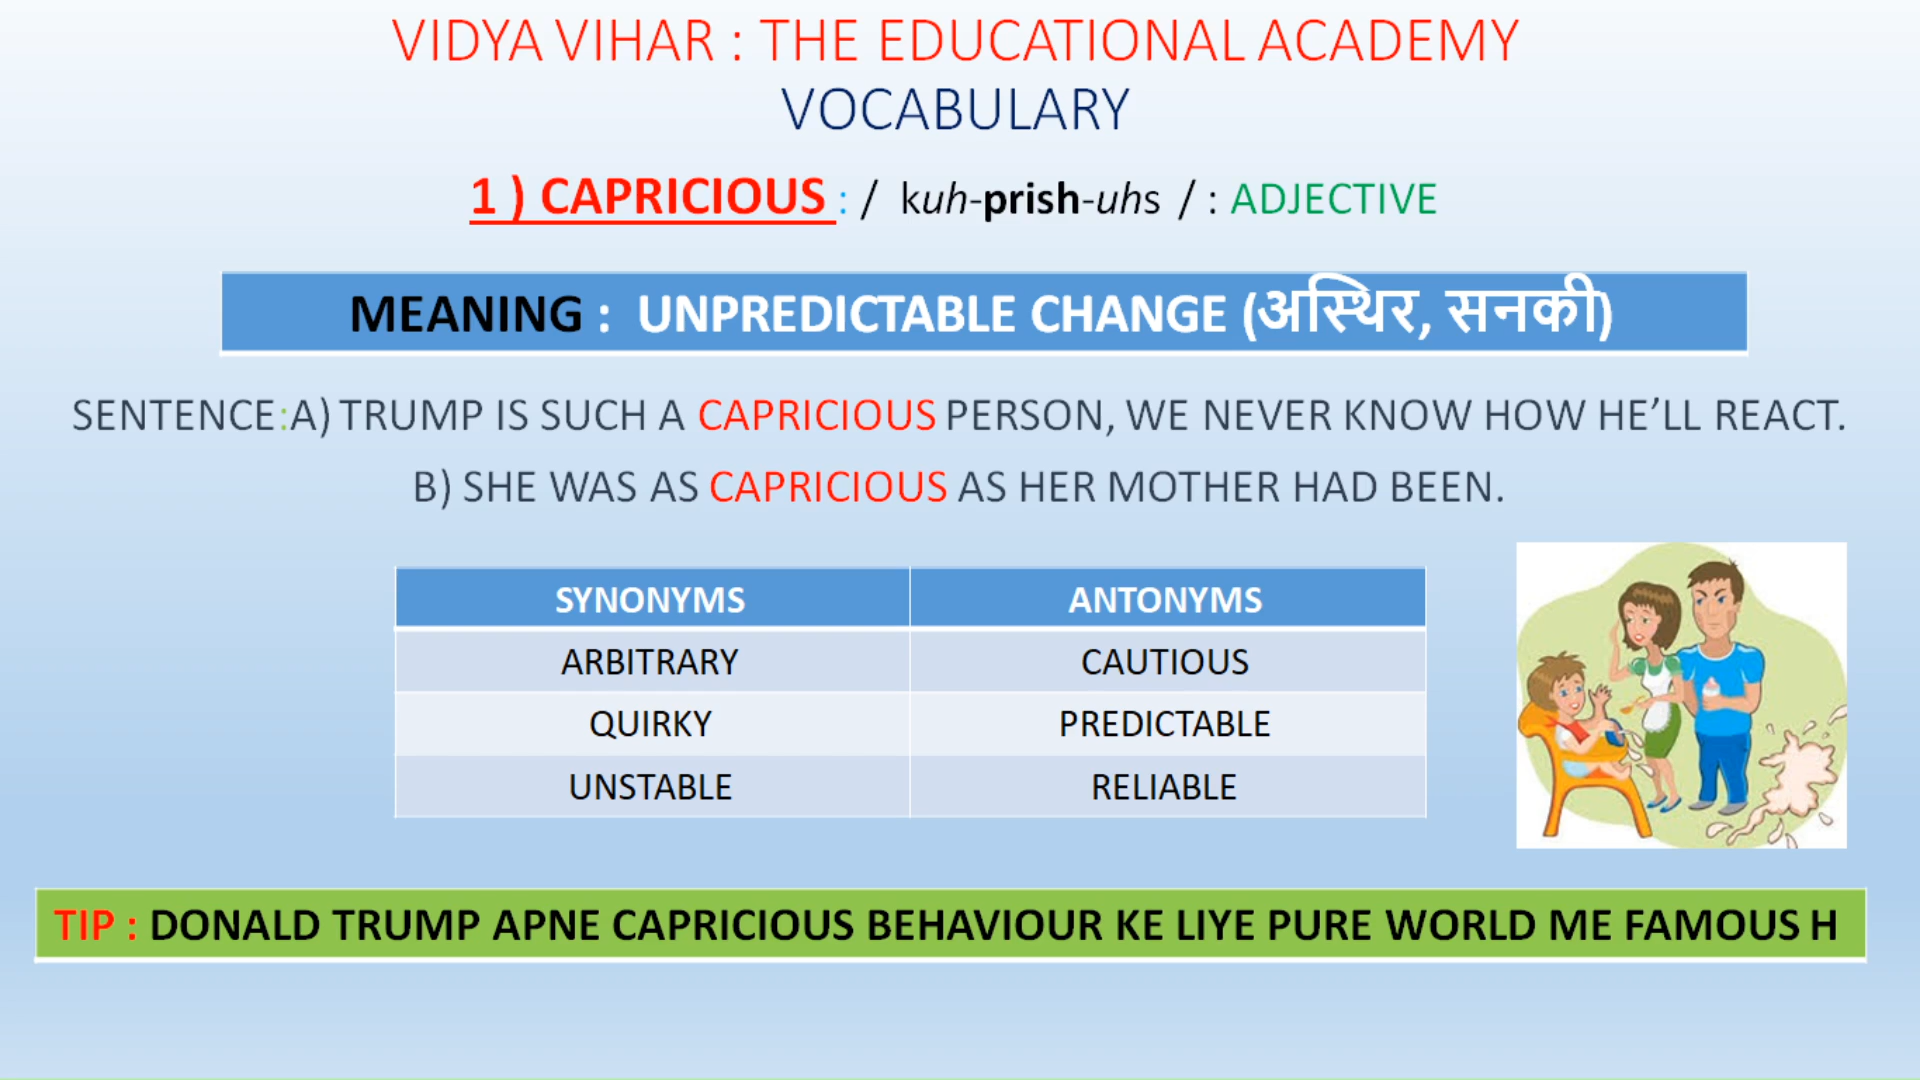 VIDYA VIHAR : THE EDUCATIONAL ACADEMY
VOCABULARY
1 ) CAPRICIOUS : / kuh-prish-uhs / : ADJECTIVE
MEANING : UNPREDICTABLE CHANGE (अस्थिर, सनकी)
SENTENCE:A) TRUMP IS SUCH A CAPRICIOUS PERSON, WE NEVER KNOW HOW HE’LL REACT.
B) SHE WAS AS CAPRICIOUS AS HER MOTHER HAD BEEN.
SYNONYMS ANTONYMS
ARBITRARY CAUTIOUS
QUIRKY PREDICTABLE
UNSTABLE RELIABLE
TIP : DONALD TRUMP APNE CAPRICIOUS BEHAVIOUR KE LIYE PURE WORLD ME FAMOUS H